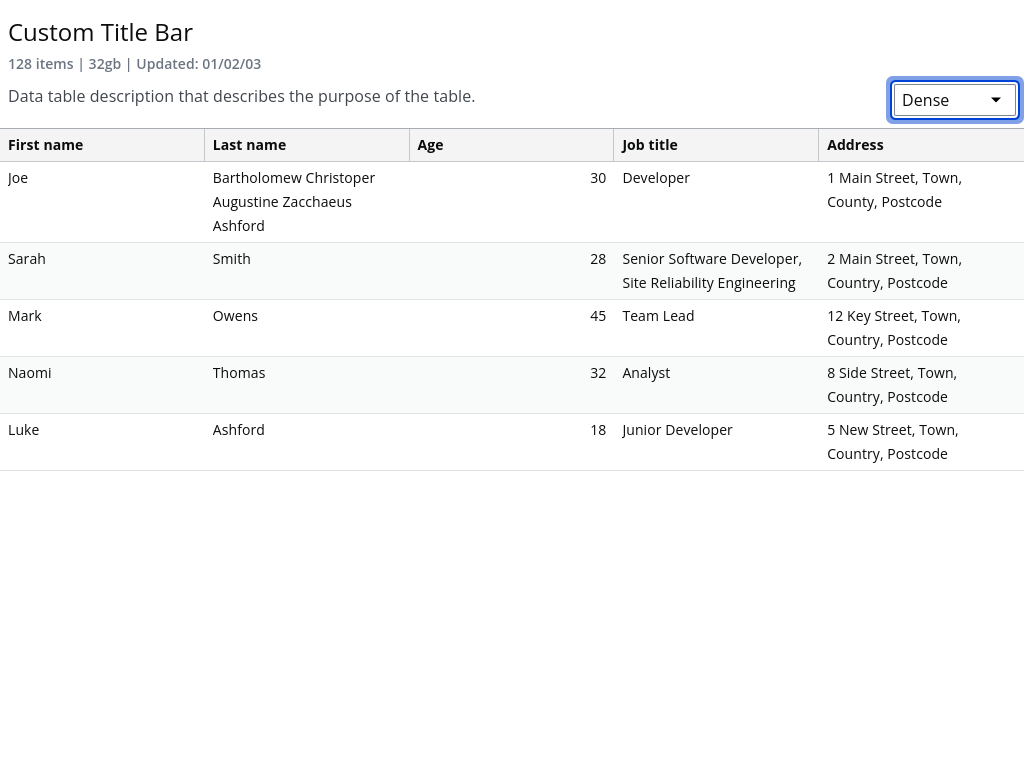 Custom Title Bar
128 items | 32gb | Updated: 01/02/03
Data table description that describes the purpose of the table.
Dense
First name Last name Age Job title Address
Joe Bartholomew Christoper 30 Developer 1 Main Street, Town,
Augustine Zacchaeus County, Postcode
Ashford
Sarah Smith 28 Senior Software Developer, 2 Main Street, Town,
Site Reliability Engineering Country, Postcode
Mark Owens 45 Team Lead 12 Key Street, Town,
Country, Postcode
Naomi Thomas 32 Analyst 8 Side Street, Town,
Country, Postcode
Luke Ashford 18 Junior Developer 5 New Street, Town,
Country, Postcode